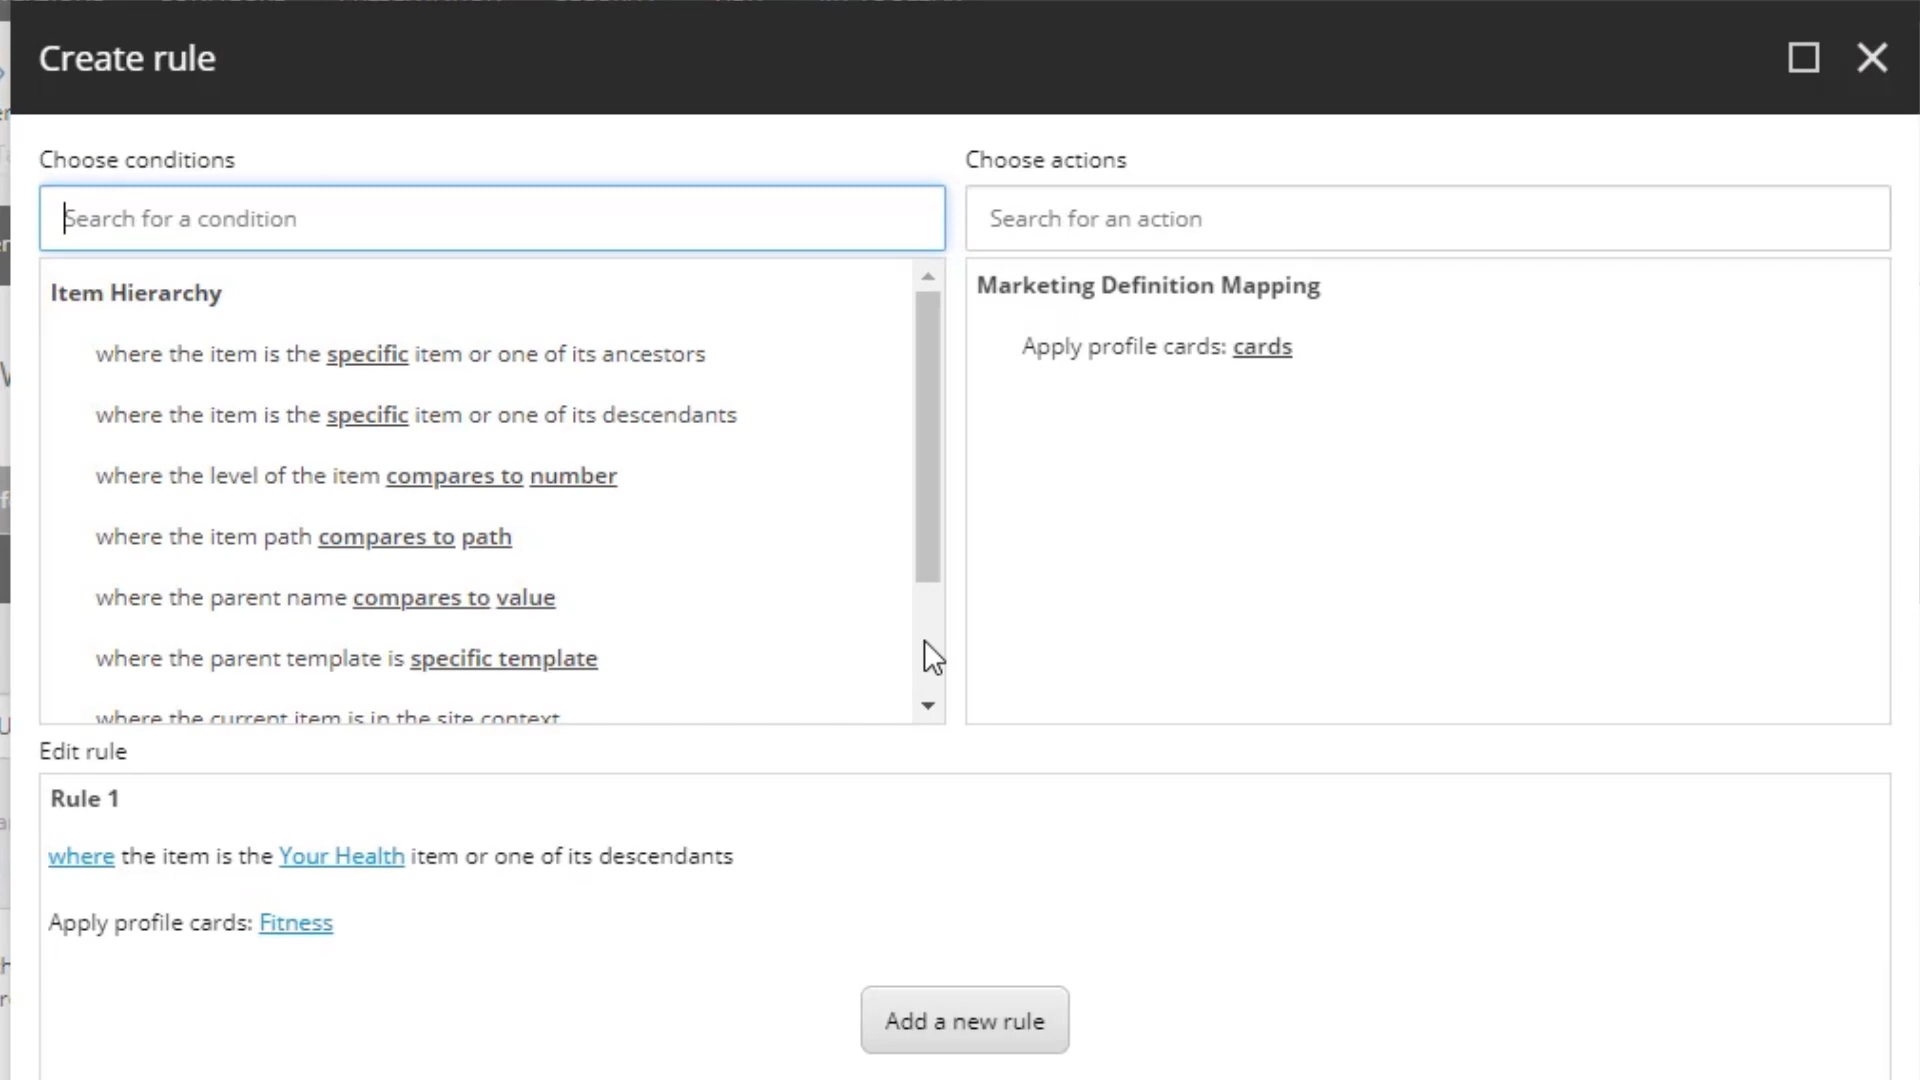 Create rule
Choose conditions
Search for a condition
Item Hierarchy
where the item is the specific item or one of its ancestors
where the item is the specific item or one of its descendants
where the level of the item compares to number
where the item path compares to path
where the parent name compares to value
where the parent template is specific template
where the current item is in the site context
Choose actions
Search for an action
Marketing Definition Mapping
Apply profile cards: cards
Edit rule
Rule 1
where the item is the Your Health item or one of its descendants
Apply profile cards: Fitness
Add a new rule